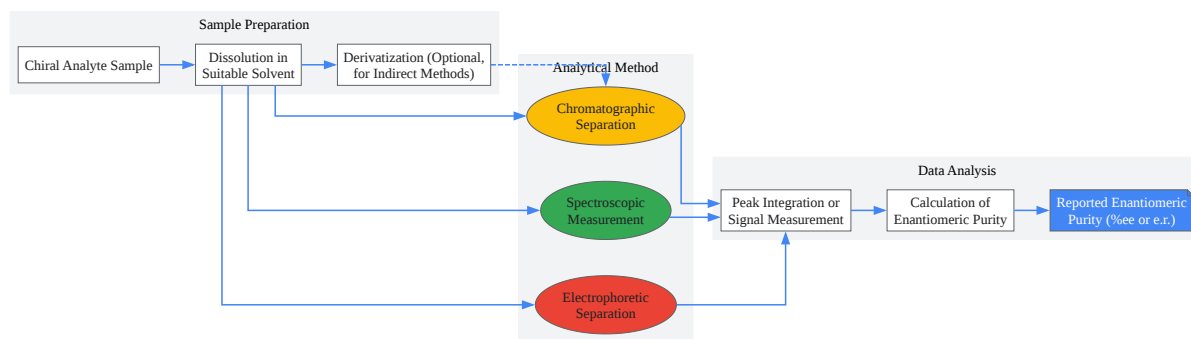 Sample Preparation
Chiral Analyte Sample
Dissolution in
Suitable Solvent
Derivatization (Optional,
for Indirect Methods)
Analytical Method
Chromatographic
Separation
Spectroscopic
Measurement
Electrophoretic
Separation
Data Analysis
Peak Integration or
Signal Measurement
Calculation of
Enantiomeric Purity
Reported Enantiomeric
Purity (%ee or e.r.)